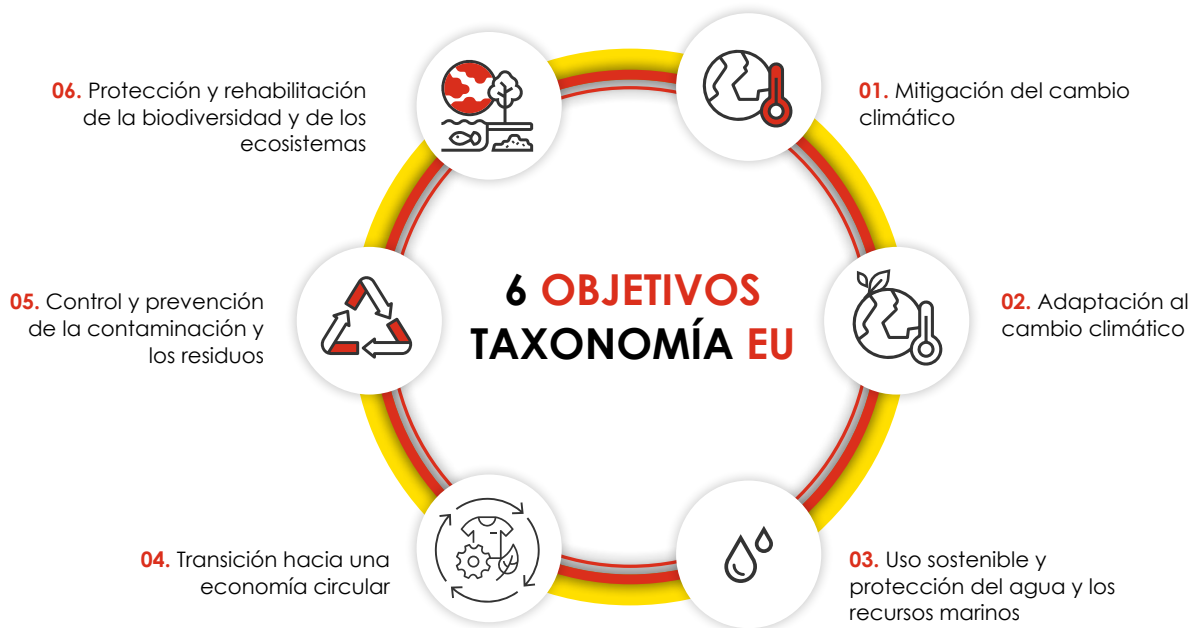 6 OBJETIVOS
TAXONOMÍA EU
01. Mitigación del cambio
climático
02. Adaptación al
cambio climático
03. Uso sostenible y
protección del agua y los
recursos marinos
04. Transición hacia una
economía circular
05. Control y prevención
de la contaminación y
los residuos
06. Protección y rehabilitación
de la biodiversidad y de los
ecosistemas